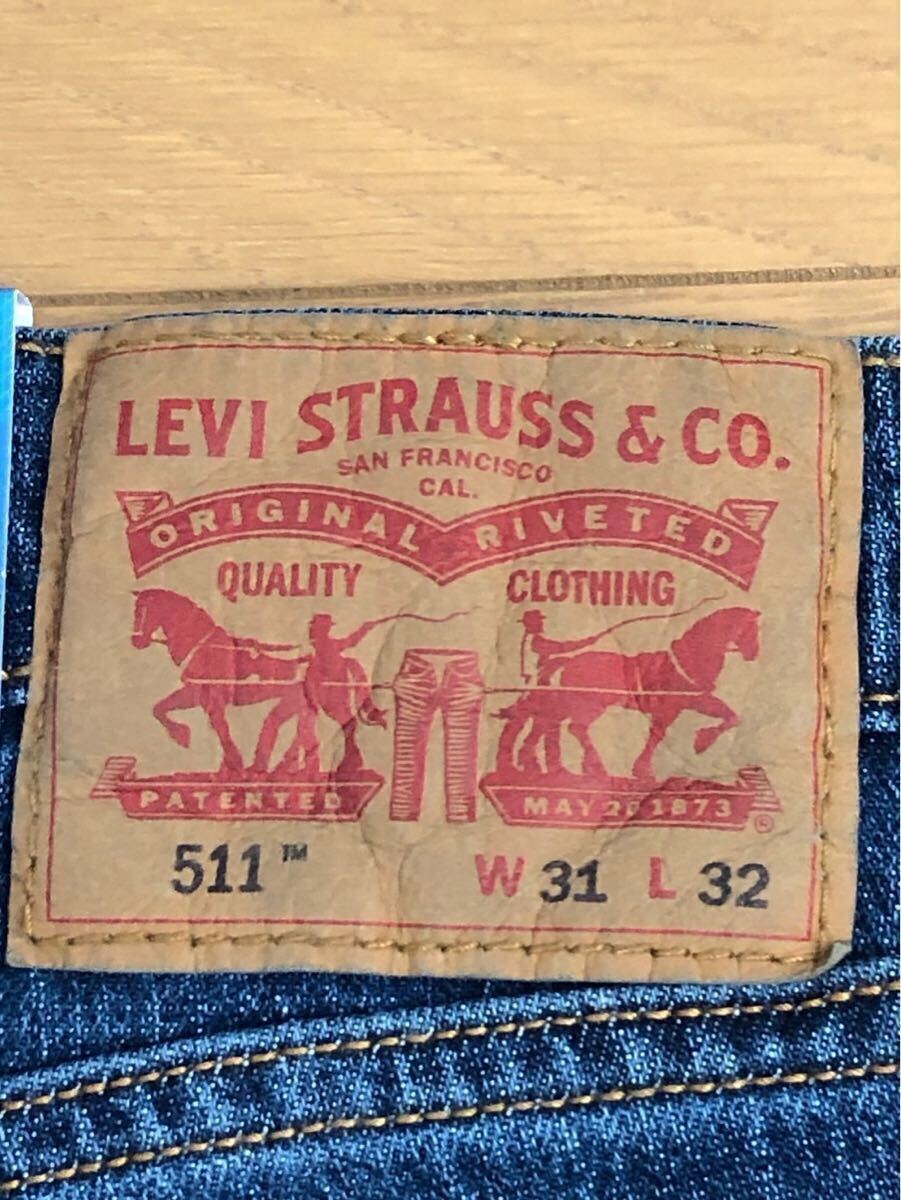 LEVI STRAUSS & CO.
SAN FRANCISCO
CAL.
ORIGINAL RIVETED
QUALITY CLOTHING
PATENTED MAY 20 1873 ®
511™ W 31 L 32